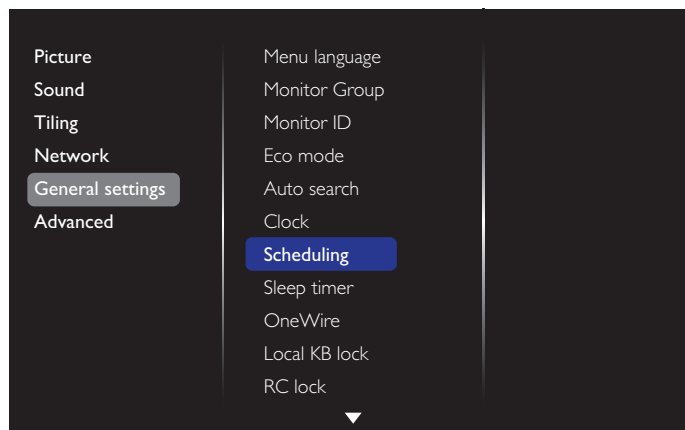 Picture
Sound
Tiling
Network
General settings
Advanced
Menu language
Monitor Group
Monitor ID
Eco mode
Auto search
Clock
Scheduling
Sleep timer
OneWire
Local KB lock
RC lock